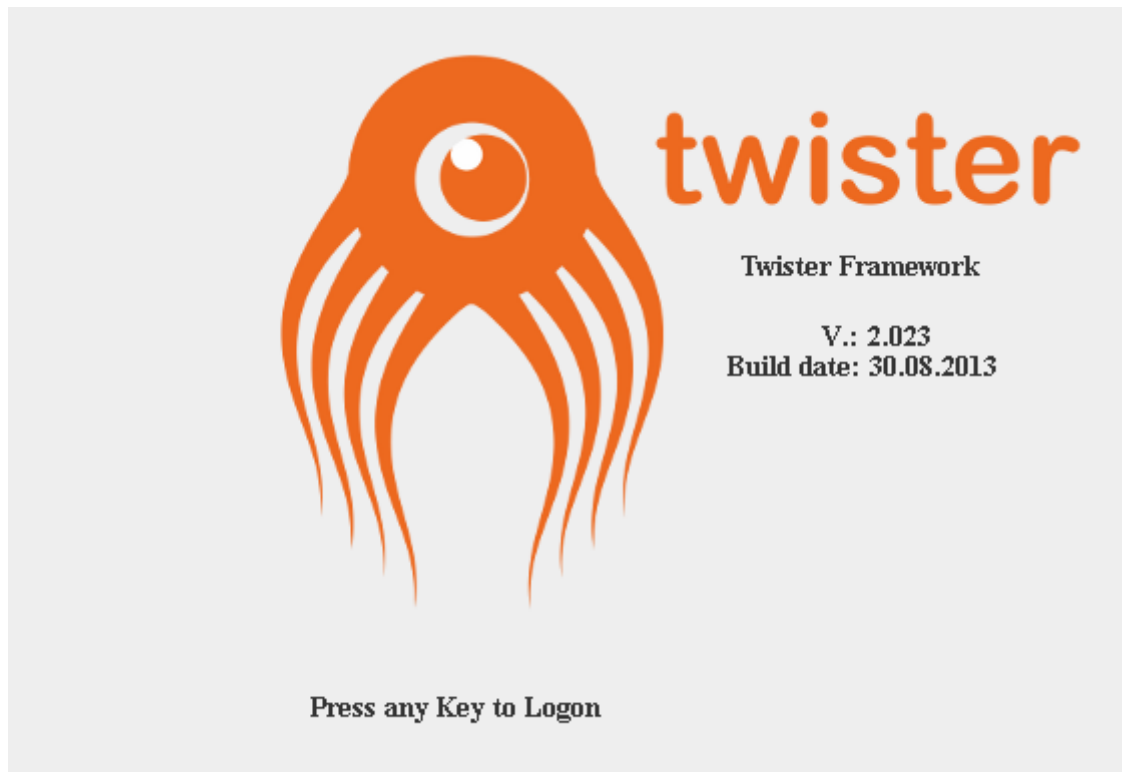 twister
Twister Framework
V.: 2.023
Build date: 30.08.2013
Press any Key to Logon